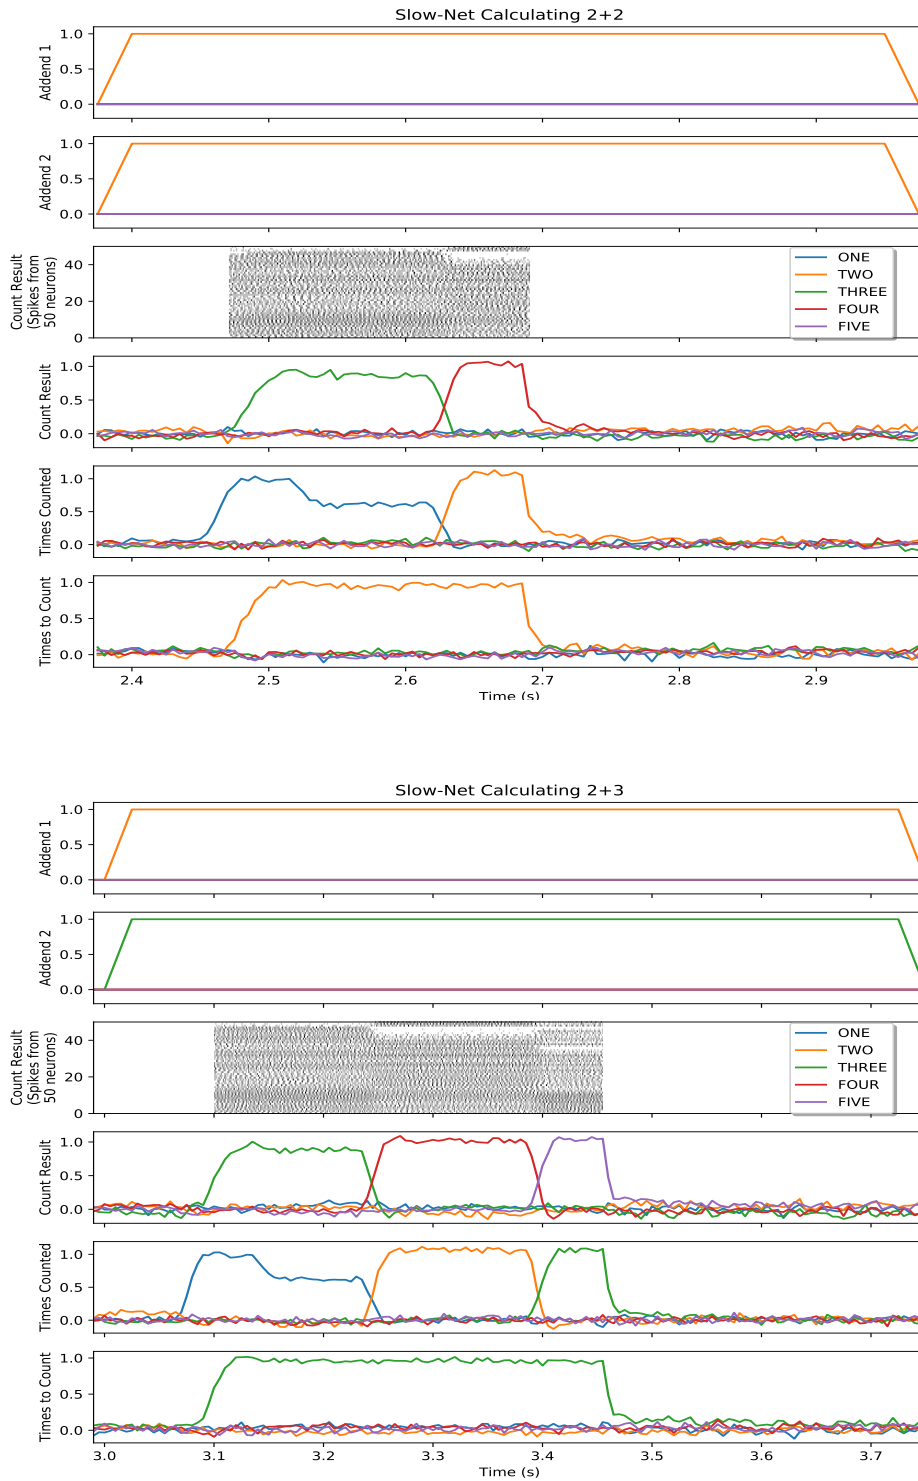 Slow-Net Calculating 2+2
1.0
0.5
0.0
Addend 1
1.0
0.5
0.0
Addend 2
40
20
0
Count Result
(Spikes from
50 neurons)
ONE
TWO
THREE
FOUR
FIVE
1.0
0.5
0.0
Count Result
1.0
0.5
0.0
Times Counted
1.0
0.5
0.0
Times to Count
2.4 2.5 2.6 2.7 2.8 2.9
Time (s)
Slow-Net Calculating 2+3
1.0
0.5
0.0
Addend 1
1.0
0.5
0.0
Addend 2
40
20
0
Count Result
(Spikes from
50 neurons)
ONE
TWO
THREE
FOUR
FIVE
1.0
0.5
0.0
Count Result
1.0
0.5
0.0
Times Counted
1.0
0.5
0.0
Times to Count
3.0 3.1 3.2 3.3 3.4 3.5 3.6 3.7
Time (s)